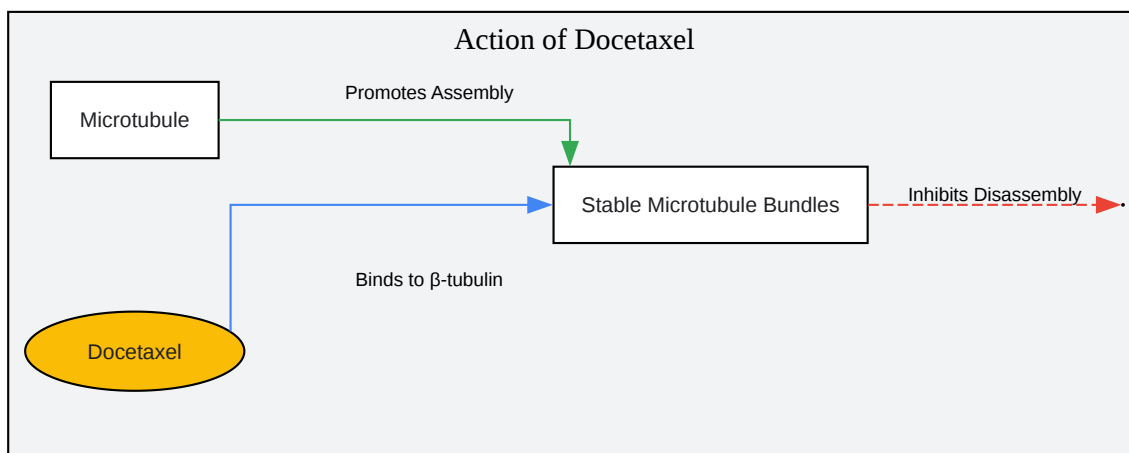 Action of Docetaxel
Promotes Assembly
Microtubule
Inhibits Disassembly
Stable Microtubule Bundles
Binds to β-tubulin
Docetaxel